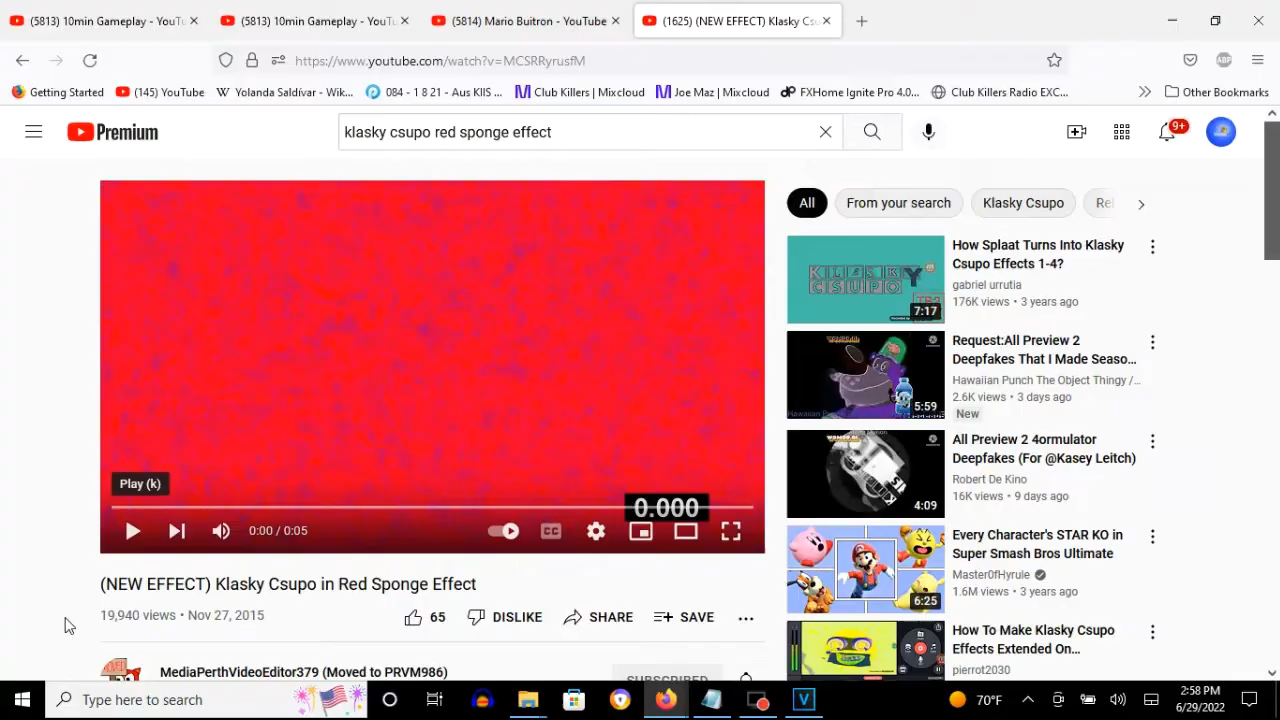 (5813) 10min Gameplay - YouTu
(5813) 10min Gameplay - YouTu
(5814) Mario Buitron - YouTube
(1625) (NEW EFFECT) Klasky Csu
https://www.youtube.com/watch?v=MCSRRyrusfM
ABP
Getting Started
(145) YouTube
W Yolanda Saldívar - Wik...
084 - 1 8 21 - Aus KIIS ...
Club Killers | Mixcloud
Joe Maz | Mixcloud
FXHome Ignite Pro 4.0...
Club Killers Radio EXC...
Other Bookmarks
Premium
klasky csupo red sponge effect
9+
All
From your search
Klasky Csupo
Rel
KLASKY
CSUPO
7:17
How Splaat Turns Into Klasky
Csupo Effects 1-4?
gabriel urrutia
176K views • 3 years ago
5:59
Request:All Preview 2
Deepfakes That I Made Seaso...
Hawaiian Punch The Object Thingy /...
2.6K views • 3 days ago
New
4:09
All Preview 2 4ormulator
Deepfakes (For @Kasey Leitch)
Robert De Kino
16K views • 9 days ago
6:25
Every Character's STAR KO in
Super Smash Bros Ultimate
Master0fHyrule
1.6M views • 3 years ago
How To Make Klasky Csupo
Effects Extended On...
pierrot2030
Play (k)
0.000
0:00 / 0:05
CC
(NEW EFFECT) Klasky Csupo in Red Sponge Effect
19,940 views • Nov 27, 2015
65
DISLIKE
SHARE
SAVE
MediaPerthVideoEditor379 (Moved to PRVM986)
SUBSCRIBED
Type here to search
V
70°F
2:58 PM
6/29/2022